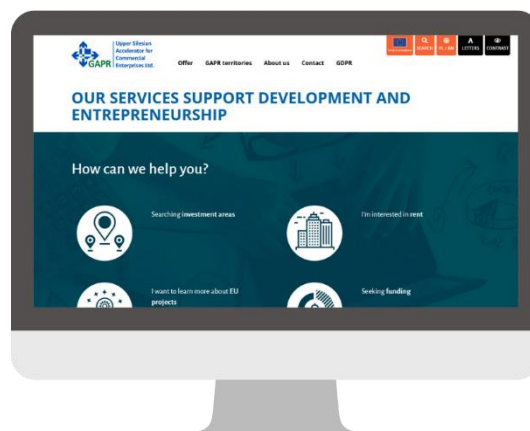 Upper Silesian
Accelerator for
Commercial
Enterprises Ltd.
GAPR
Offer GAPR territories About us Contact GDPR
SEARCH PL / EN LETTERS CONTRAST
OUR SERVICES SUPPORT DEVELOPMENT AND
ENTREPRENEURSHIP
How can we help you?
Searching investment areas
I'm interested in rent
I want to learn more about EU
projects
Seeking funding